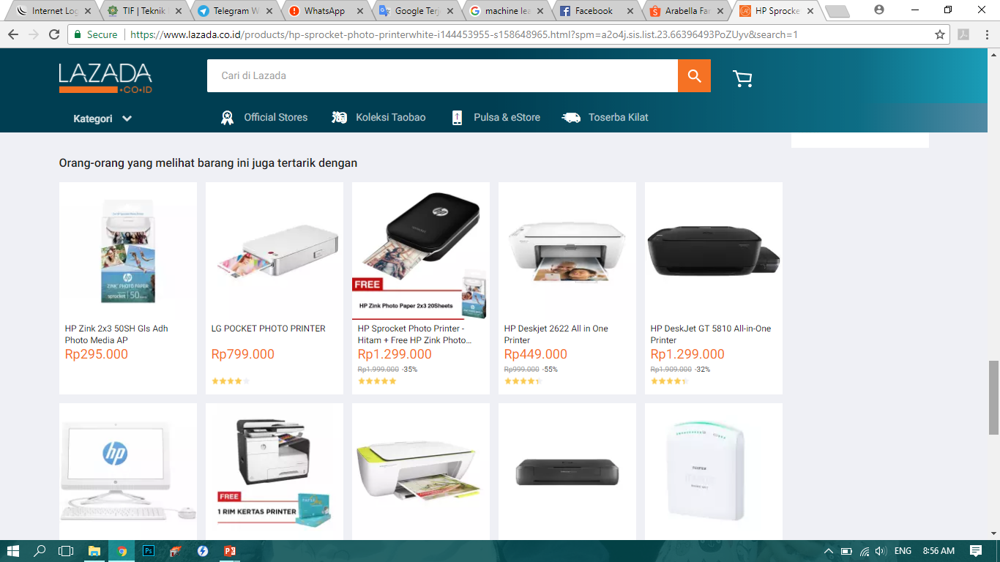 Internet Log
TIF | Teknik
Telegram W
WhatsApp
Google Terj
machine lea
Facebook
Arabella Far
HP Sprocke
Secure
https://www.lazada.co.id/products/hp-sprocket-photo-printerwhite-i144453955-s158648965.html?spm=a2o4j.sis.list.23.66396493PoZUyv&search=1
LAZADA
.CO.ID
Cari di Lazada
Kategori
Official Stores
Koleksi Taobao
Pulsa & eStore
Toserba Kilat
Orang-orang yang melihat barang ini juga tertarik dengan
hp
ZINK PHOTO PAPER
sprocket 50
HP Zink 2x3 50SH Gls Adh
Photo Media AP
Rp295.000
LG POCKET PHOTO PRINTER
Rp799.000
hp
FREE
HP Zink Photo Paper 2x3 20Sheets
HP Sprocket Photo Printer -
Hitam + Free HP Zink Photo...
Rp1.299.000
Rp1.999.000 -35%
HP Deskjet 2622 All in One
Printer
Rp449.000
Rp999.000 -55%
HP DeskJet GT 5810 All-in-One
Printer
Rp1.299.000
Rp1.909.000 -32%
hp
FREE
1 RIM KERTAS PRINTER
FUJIFILM
Ps
ENG
8:56 AM